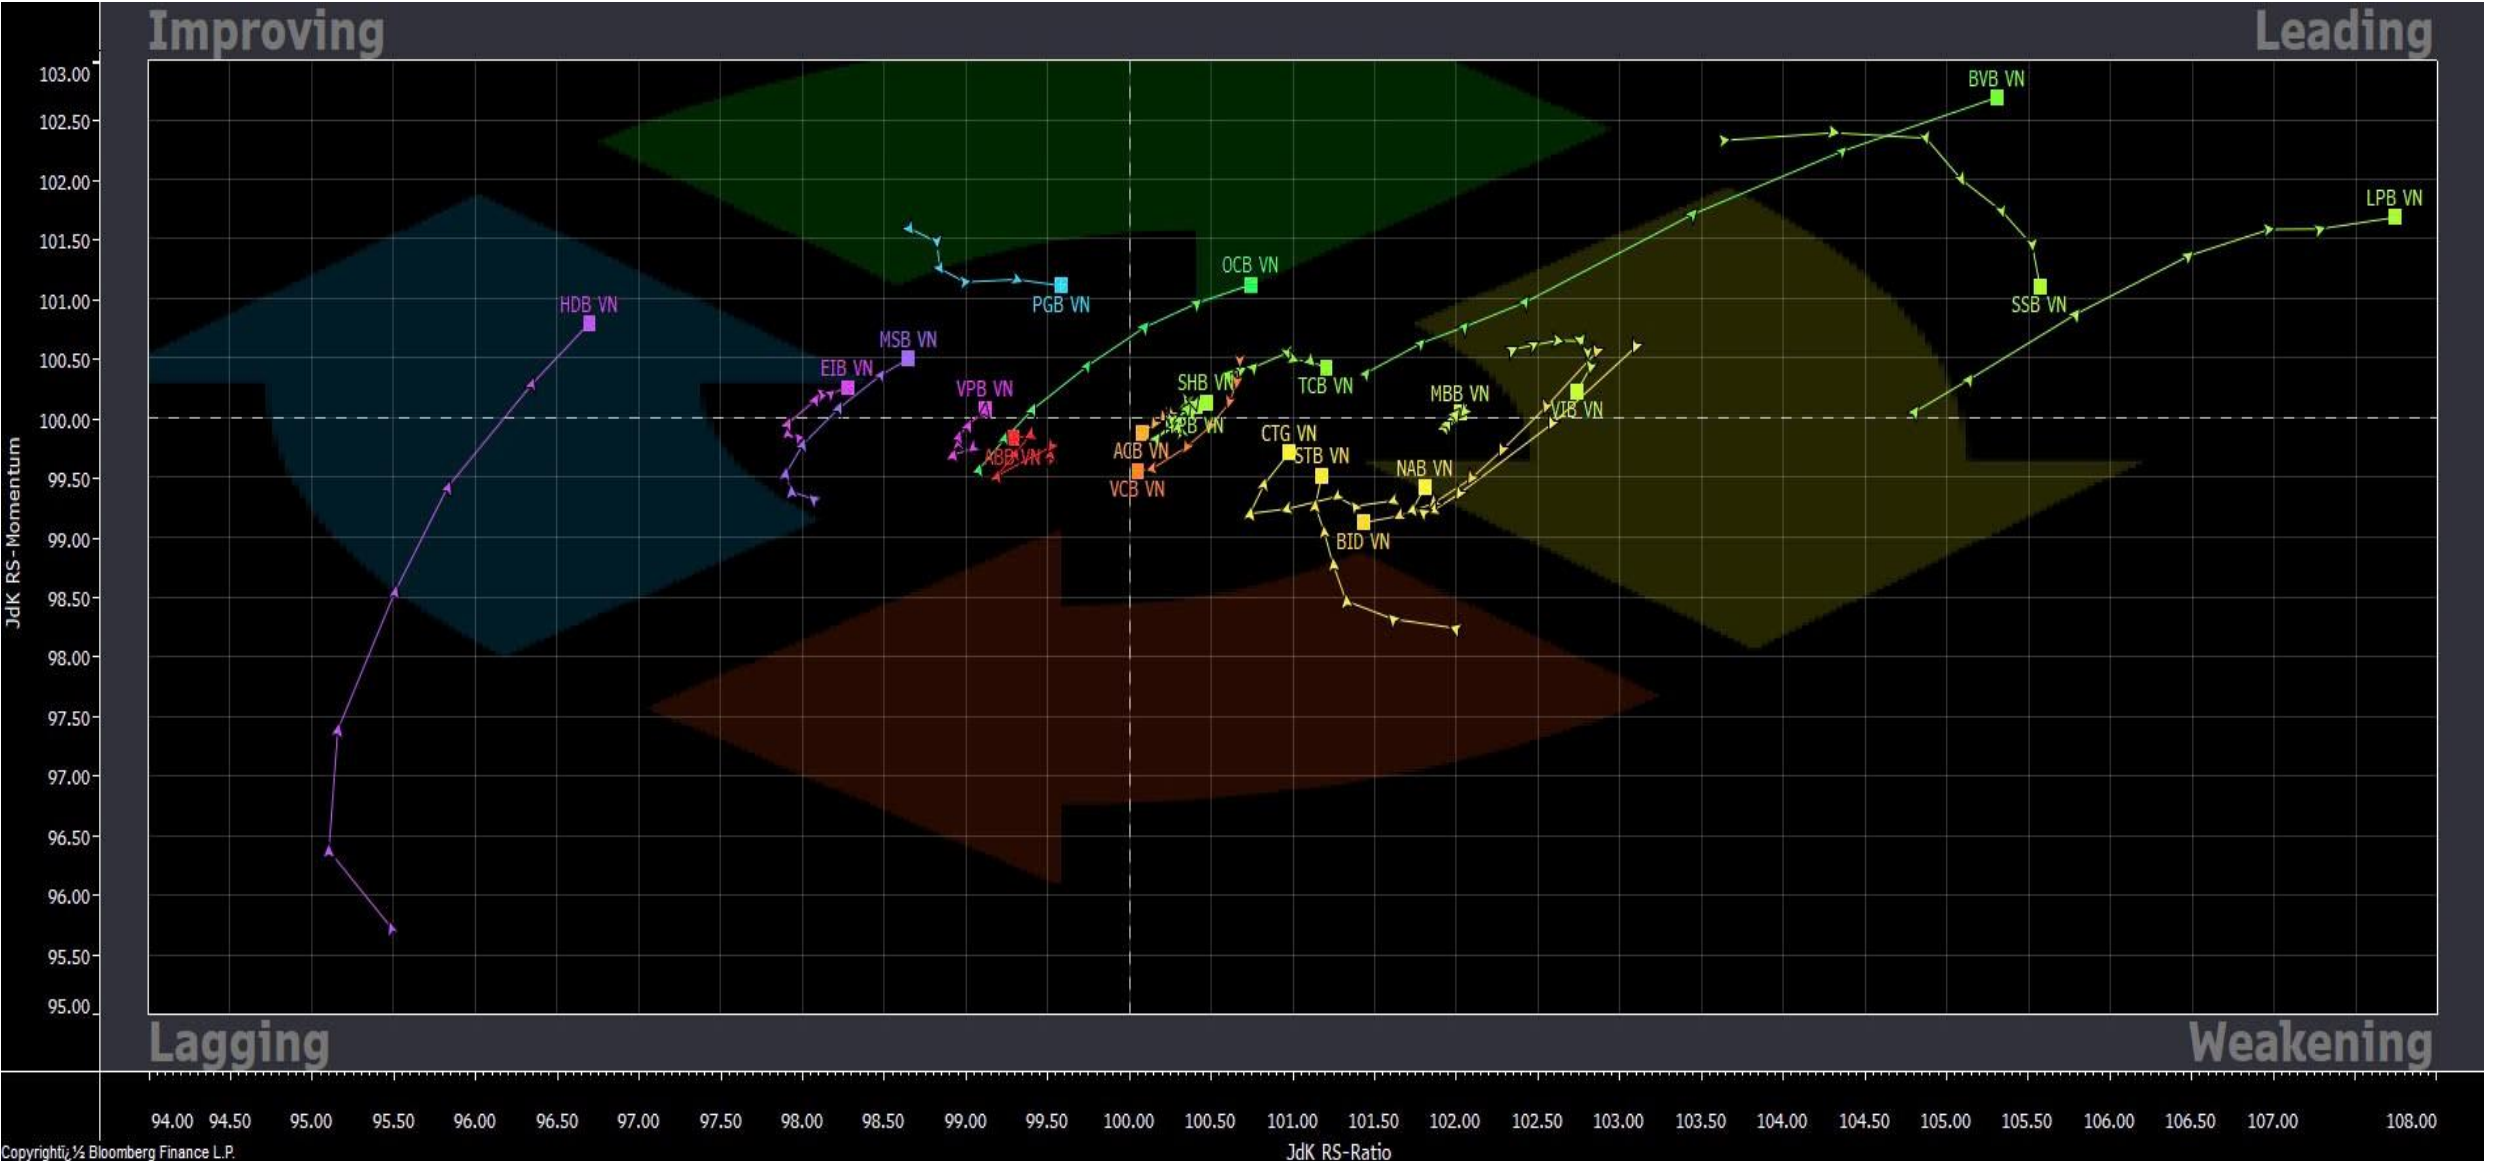 Improving
Leading
103.00
102.50
102.00
101.50
101.00
100.50
100.00
99.50
99.00
98.50
98.00
97.50
97.00
96.50
96.00
95.50
95.00
JdK RS-Momentum
BVB VN
LPB VN
OCB VN
PGB VN
SSB VN
HDB VN
MSB VN
EIB VN
VPB VN
SHB VN
TCB VN
MBB VN
VIB VN
PB VN
CTG VN
ACB VN
STB VN
ABB VN
NAB VN
VCB VN
BID VN
Lagging
Weakening
94.00 94.50 95.00 95.50 96.00 96.50 97.00 97.50 98.00 98.50 99.00 99.50 100.00 100.50 101.00 101.50 102.00 102.50 103.00 103.50 104.00 104.50 105.00 105.50 106.00 106.50 107.00 108.00
JdK RS-Ratio
Copyrightï¿½ Bloomberg Finance L.P.